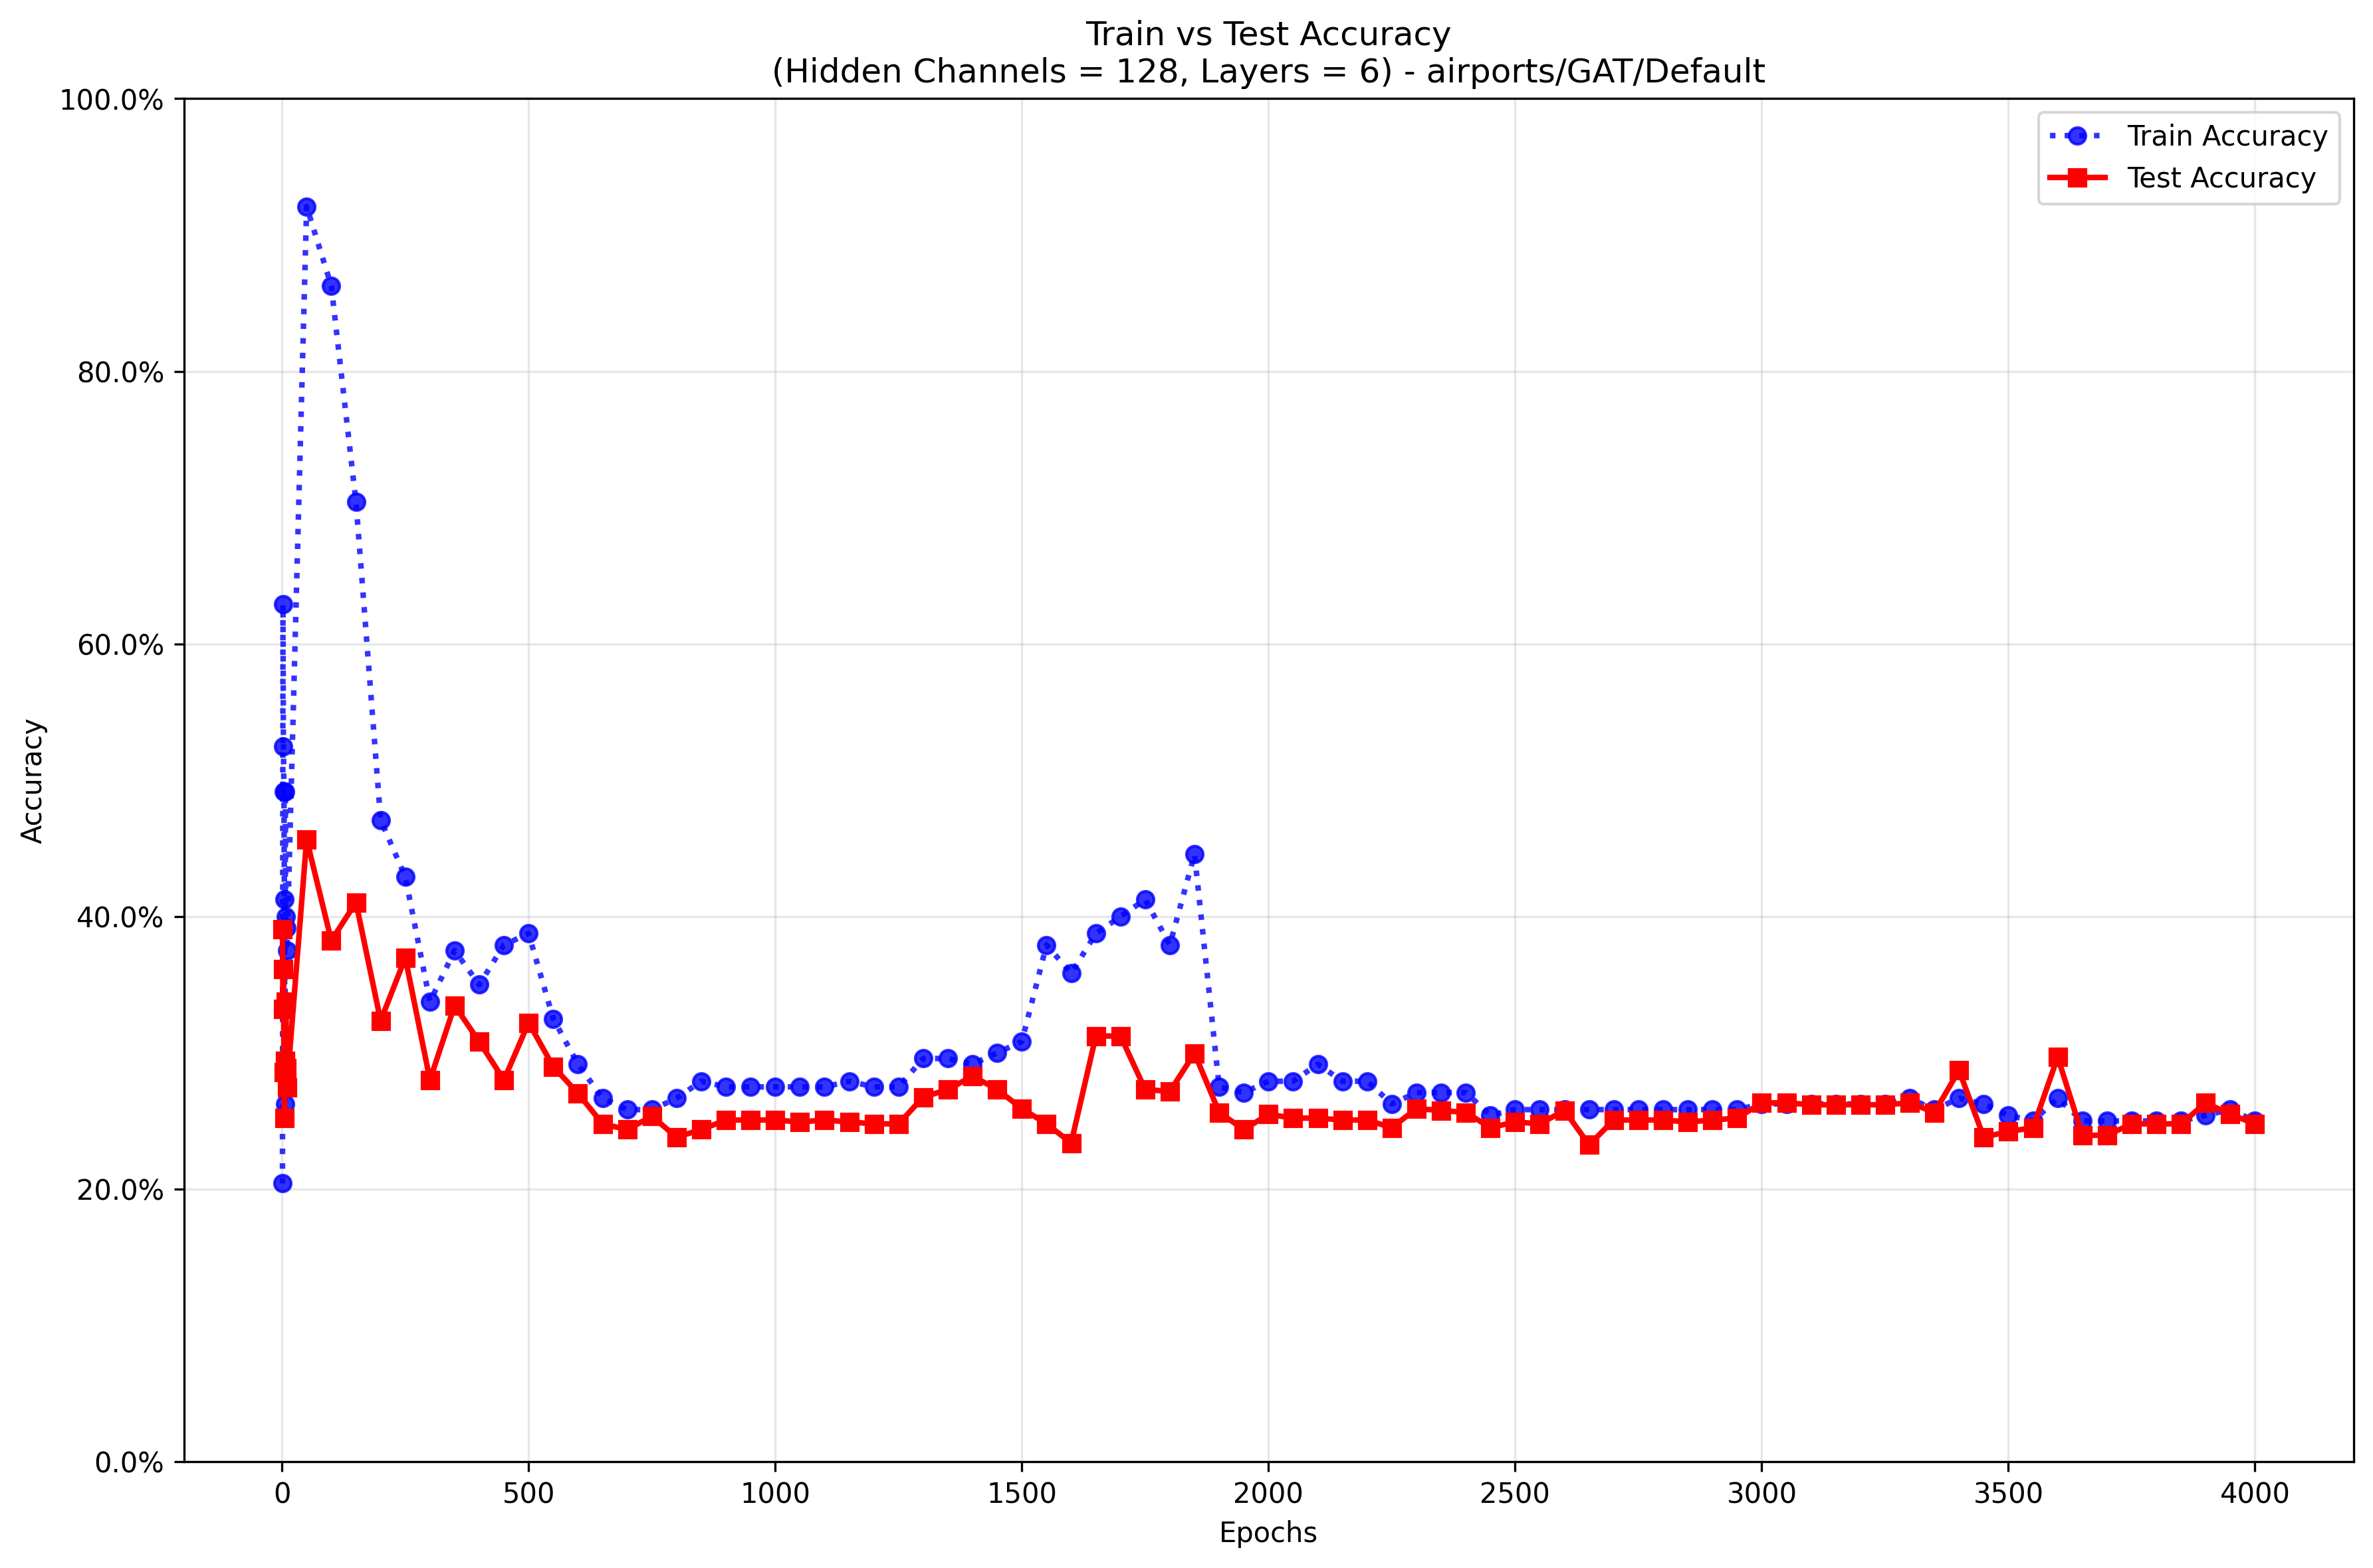 Train vs Test Accuracy
(Hidden Channels = 128, Layers = 6) - airports/GAT/Default
100.0%
80.0%
60.0%
40.0%
20.0%
0.0%
Accuracy
Train Accuracy
Test Accuracy
0
500
1000
1500
2000
2500
3000
3500
4000
Epochs